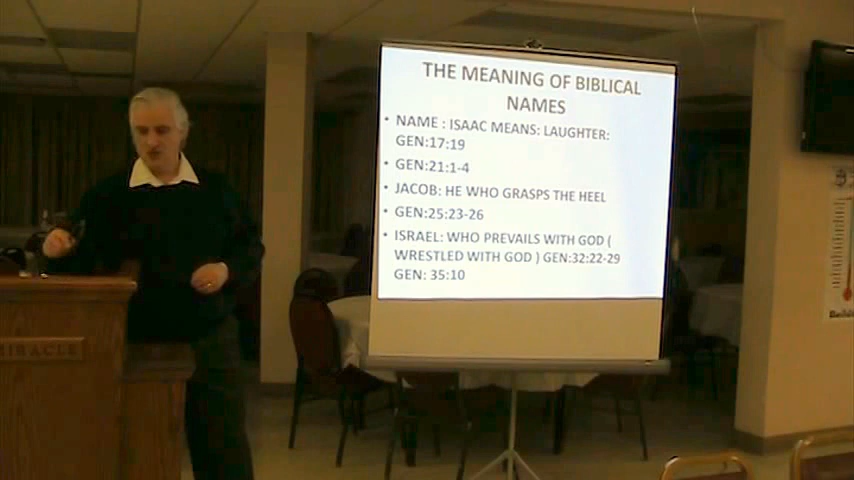 THE MEANING OF BIBLICAL
NAMES
• NAME : ISAAC MEANS: LAUGHTER:
GEN:17:19
• GEN:21:1-4
• JACOB: HE WHO GRASPS THE HEEL
• GEN:25:23-26
• ISRAEL: WHO PREVAILS WITH GOD (
WRESTLED WITH GOD ) GEN:32:22-29
GEN: 35:10
MIRACLE